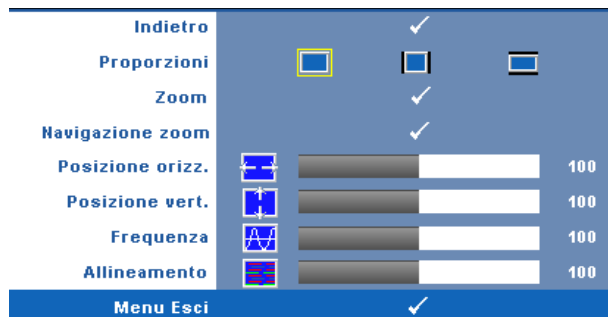 Indietro
Proporzioni
Zoom
Navigazione zoom
Posizione orizz. 100
Posizione vert. 100
Frequenza 100
Allineamento 100
Menu Esci